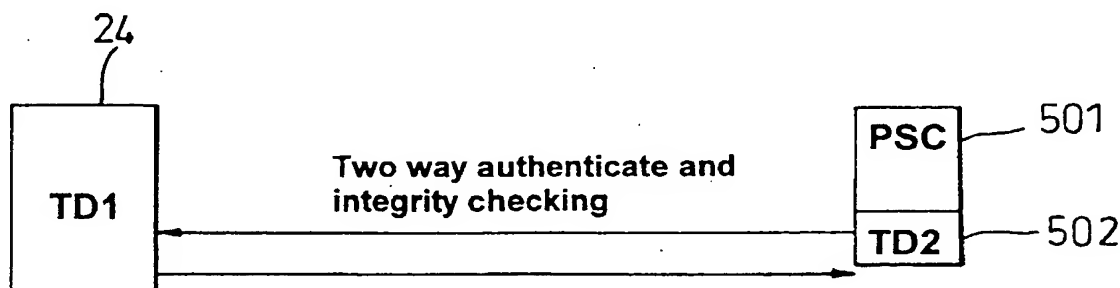 24
PSC
501
Two way authenticate and
integrity checking
TD1
TD2
502